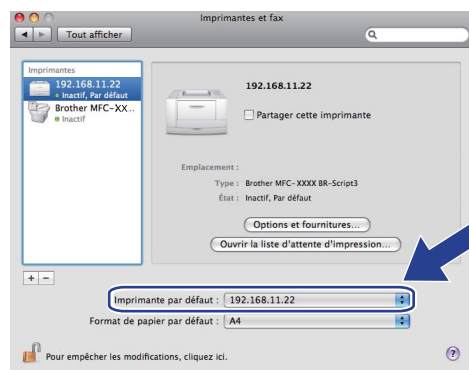 Imprimantes et fax
Tout afficher
Imprimantes
192.168.11.22
Inactif, Par défaut
Brother MFC-XX..
Inactif
192.168.11.22
Partager cette imprimante
Emplacement :
Type : Brother MFC-XXXX BR-Script3
État : Inactif, Par défaut
Options et fournitures...
Ouvrir la liste d'attente d'impression...
+ −
Imprimante par défaut : 192.168.11.22
Format de papier par défaut : A4
Pour empêcher les modifications, cliquez ici.
?